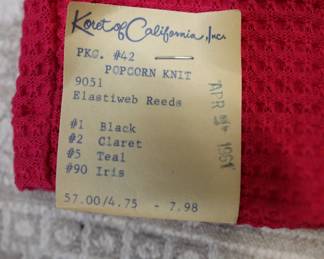 Koret of California, Inc.
PKG. #42
POPCORN KNIT
9051
Elastiweb Reeds
#1 Black
#2 Claret
#5 Teal
#90 Iris
57.00/4.75 - 7.98
APR 1961